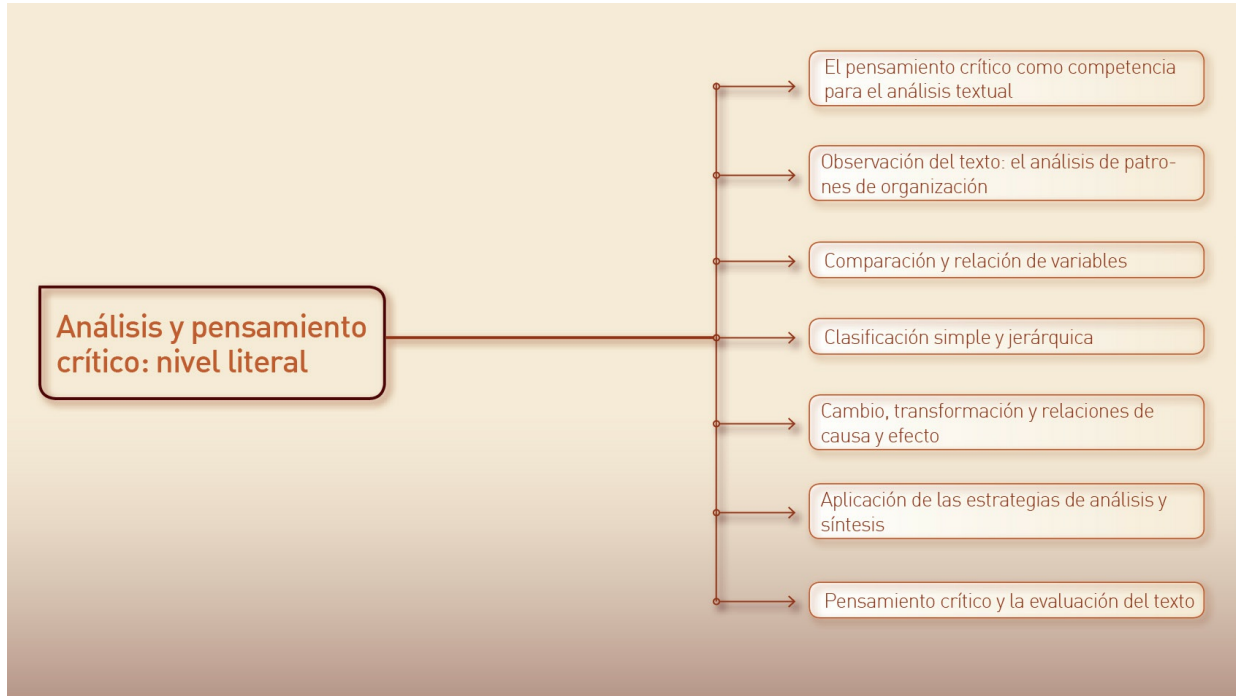 Análisis y pensamiento
crítico: nivel literal
El pensamiento crítico como competencia
para el análisis textual
Observación del texto: el análisis de patro-
nes de organización
Comparación y relación de variables
Clasificación simple y jerárquica
Cambio, transformación y relaciones de
causa y efecto
Aplicación de las estrategias de análisis y
síntesis
Pensamiento crítico y la evaluación del texto